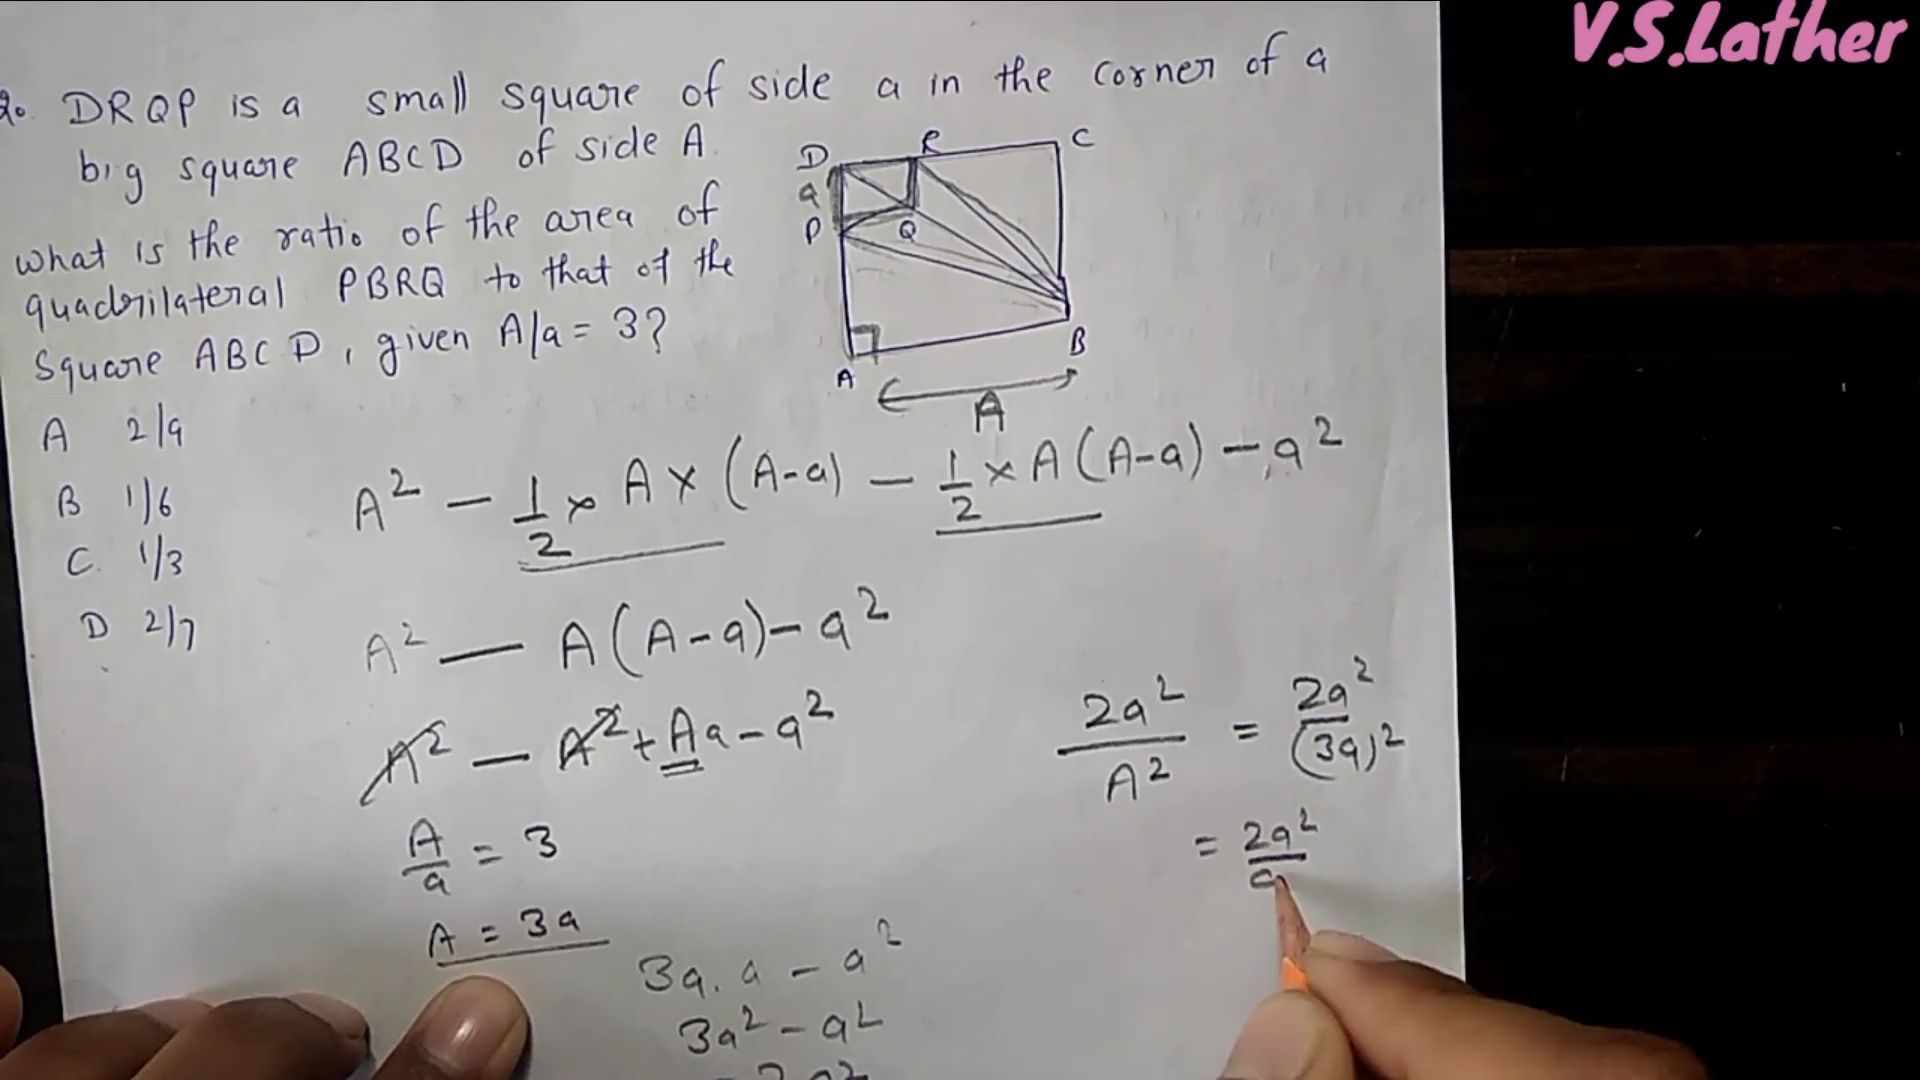 V.S.Lather
20. DRQP is a small square of side a in the corner of a
big square ABCD of side A.
what is the ratio of the area of
quadrilateral PBRQ to that of the
Square ABCD, given A/a = 3?
D R C
a
P Q
B
A
A
A 2/9
B 1/6
C. 1/3
D 2/7
A² - 1/2 × A × (A-a) - 1/2 × A(A-a) - a²
A² - A(A-a) - a²
A² - A² + Aa - a²
A/a = 3
A = 3a
3a.a - a²
3a² - a²
2a²/A² = 2a²/(3a)²
= 2a²/